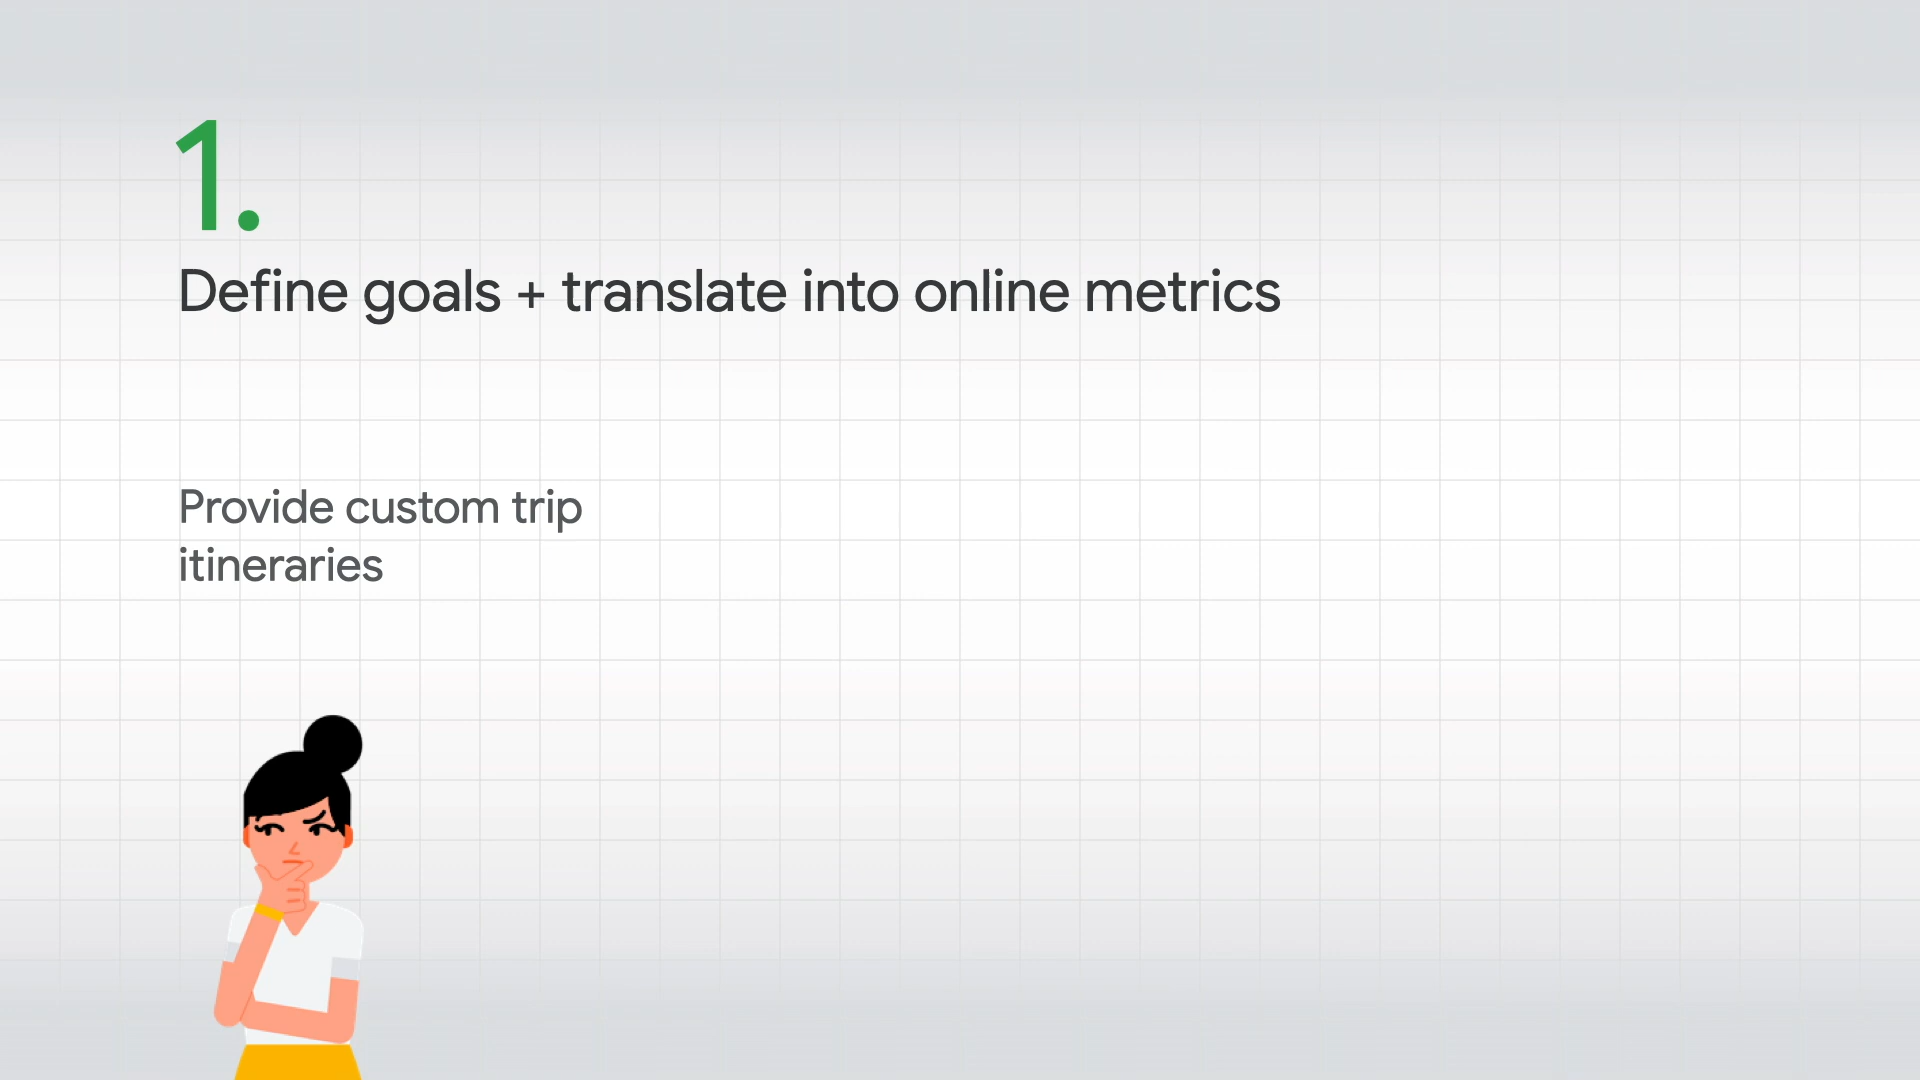 1.
Define goals + translate into online metrics
Provide custom trip
itineraries